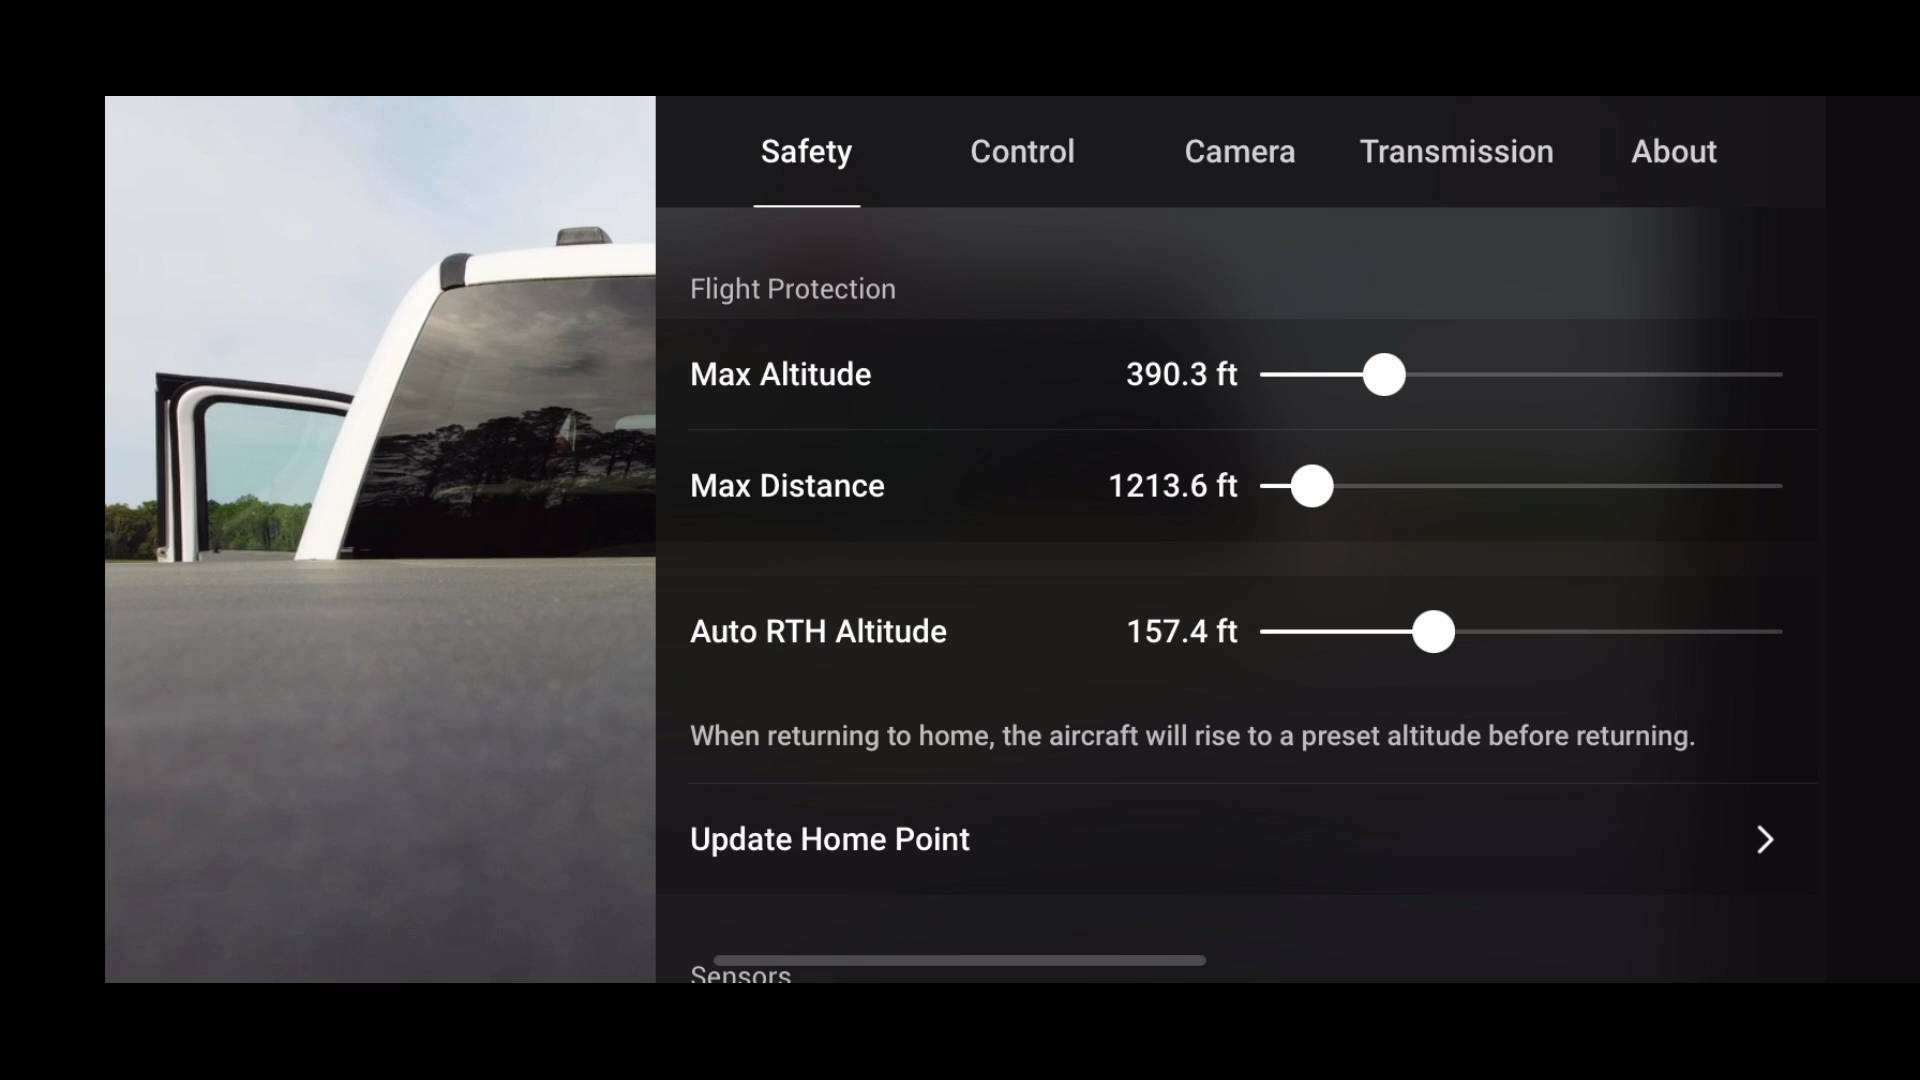 Safety Control Camera Transmission About
Flight Protection
Max Altitude 390.3 ft
Max Distance 1213.6 ft
Auto RTH Altitude 157.4 ft
When returning to home, the aircraft will rise to a preset altitude before returning.
Update Home Point
Sensors